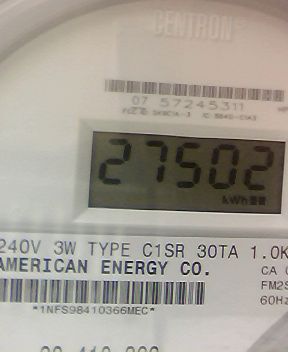 CENTRON®
07 57245311
27502
kWh
240V 3W TYPE C1SR 30TA 1.0K
AMERICAN ENERGY CO.
CA
FM2S
60Hz
*1NFS98410366MEC*